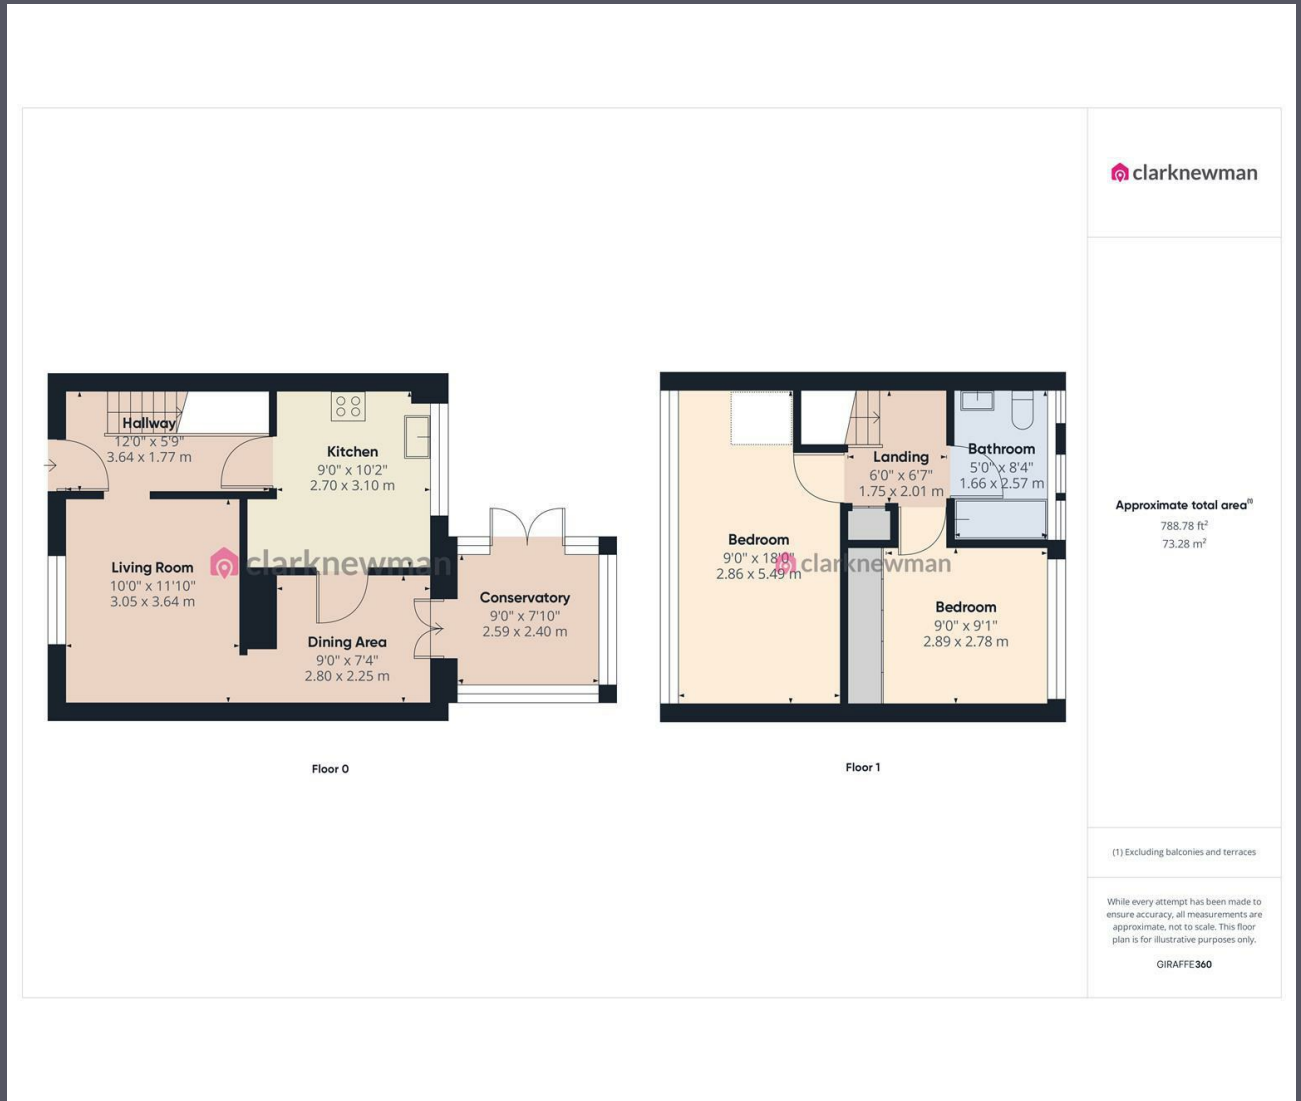 clarknewman
Hallway
12'0" x 5'9"
3.64 x 1.77 m
Kitchen
9'0" x 10'2"
2.70 x 3.10 m
Living Room
10'0" x 11'10"
3.05 x 3.64 m
clarknewman
Dining Area
9'0" x 7'4"
2.80 x 2.25 m
Conservatory
9'0" x 7'10"
2.59 x 2.40 m
Floor 0
Landing
6'0" x 6'7"
1.75 x 2.01 m
Bathroom
5'0" x 8'4"
1.66 x 2.57 m
Bedroom
9'0" x 18'0"
2.86 x 5.49 m
clarknewman
Bedroom
9'0" x 9'1"
2.89 x 2.78 m
Floor 1
Approximate total area⁽¹⁾
788.78 ft²
73.28 m²
(1) Excluding balconies and terraces
While every attempt has been made to
ensure accuracy, all measurements are
approximate, not to scale. This floor
plan is for illustrative purposes only.
GIRAFFE360